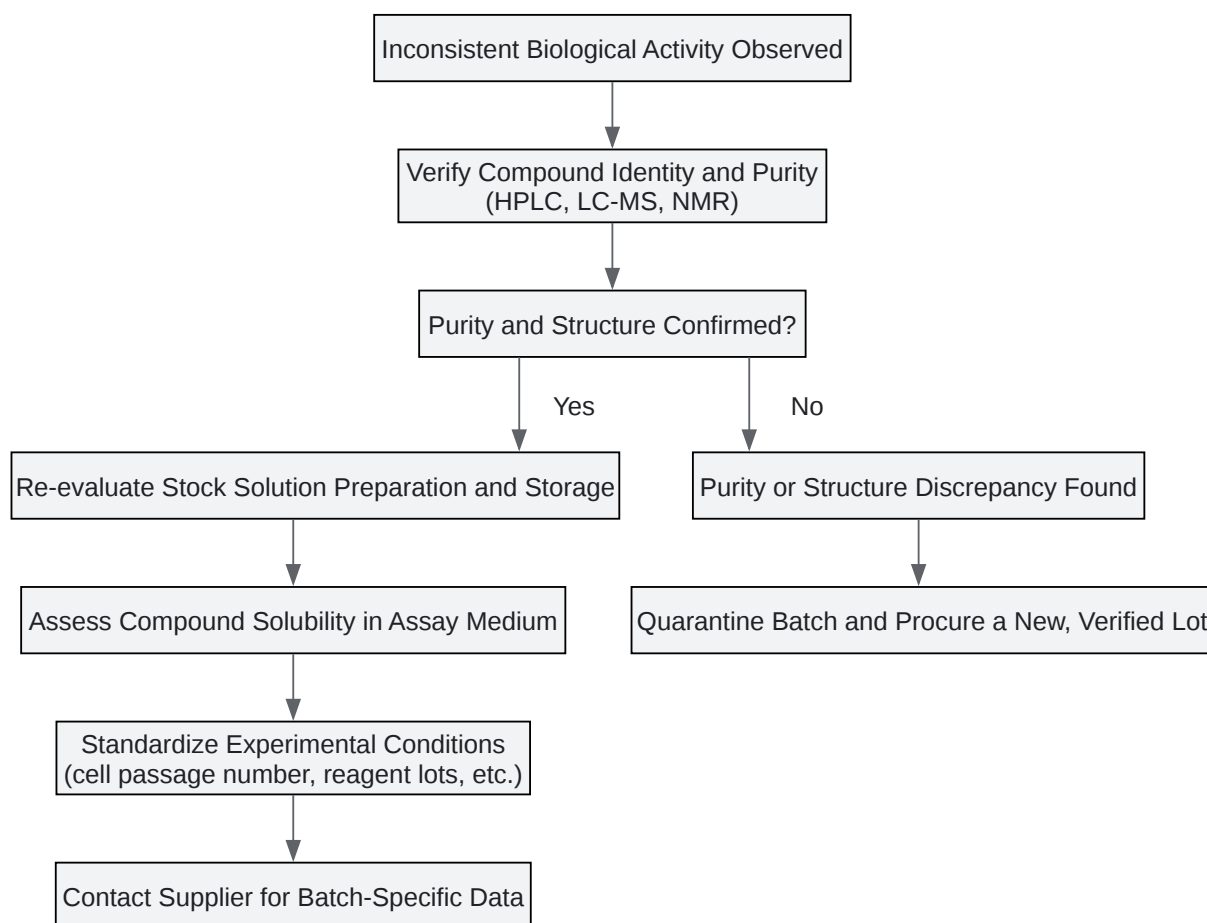 Inconsistent Biological Activity Observed
Verify Compound Identity and Purity
(HPLC, LC-MS, NMR)
Purity and Structure Confirmed?
Yes
No
Re-evaluate Stock Solution Preparation and Storage
Purity or Structure Discrepancy Found
Assess Compound Solubility in Assay Medium
Quarantine Batch and Procure a New, Verified Lot
Standardize Experimental Conditions
(cell passage number, reagent lots, etc.)
Contact Supplier for Batch-Specific Data